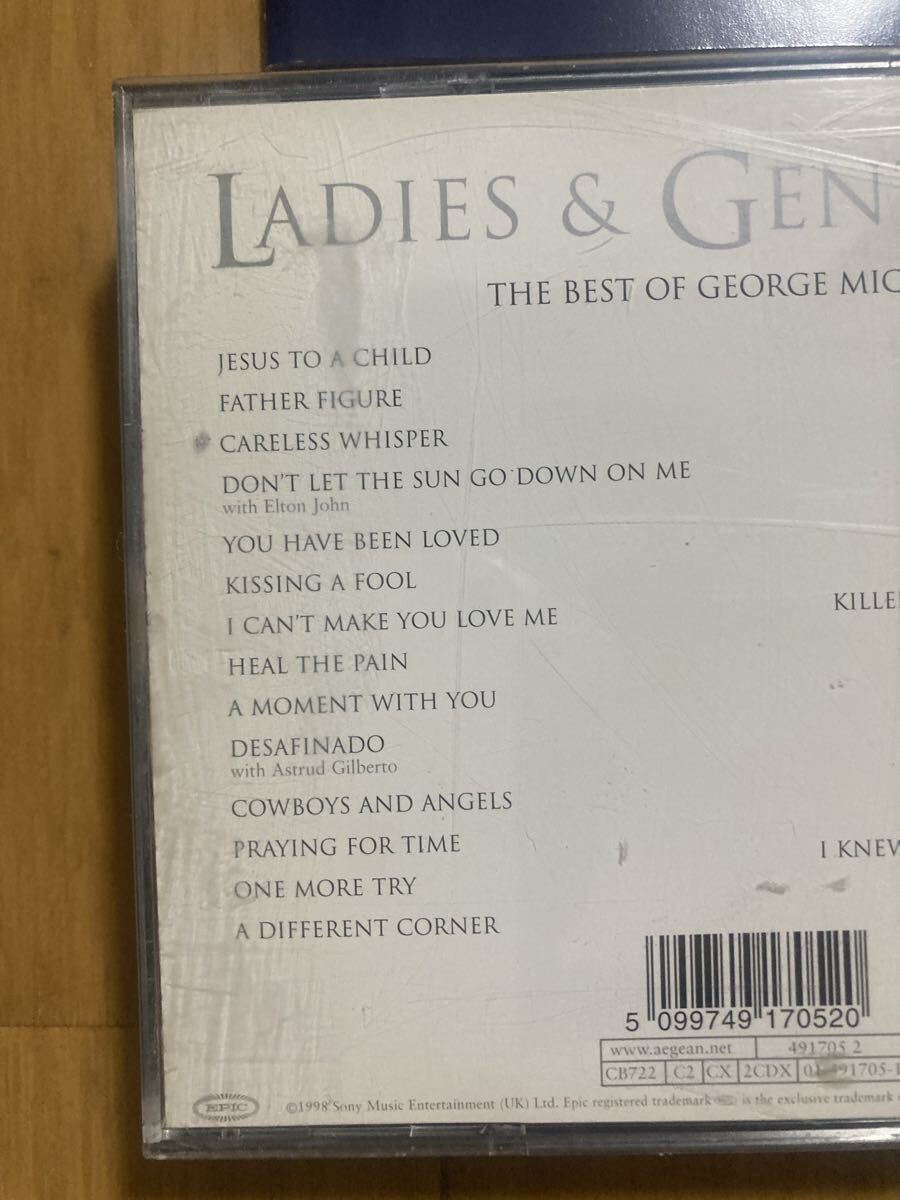 LADIES & GEN
THE BEST OF GEORGE MIC
JESUS TO A CHILD
FATHER FIGURE
CARELESS WHISPER
DON'T LET THE SUN GO DOWN ON ME
with Elton John
YOU HAVE BEEN LOVED
KISSING A FOOL
I CAN'T MAKE YOU LOVE ME
KILLE
HEAL THE PAIN
A MOMENT WITH YOU
DESAFINADO
with Astrud Gilberto
COWBOYS AND ANGELS
PRAYING FOR TIME
I KNEW
ONE MORE TRY
A DIFFERENT CORNER
5 099749 170520
www.aegean.net 491705 2
CB722 C2 CX 2CDX 01-491705-1
EPIC ©1998 Sony Music Entertainment (UK) Ltd. Epic registered trademark is the exclusive trademark